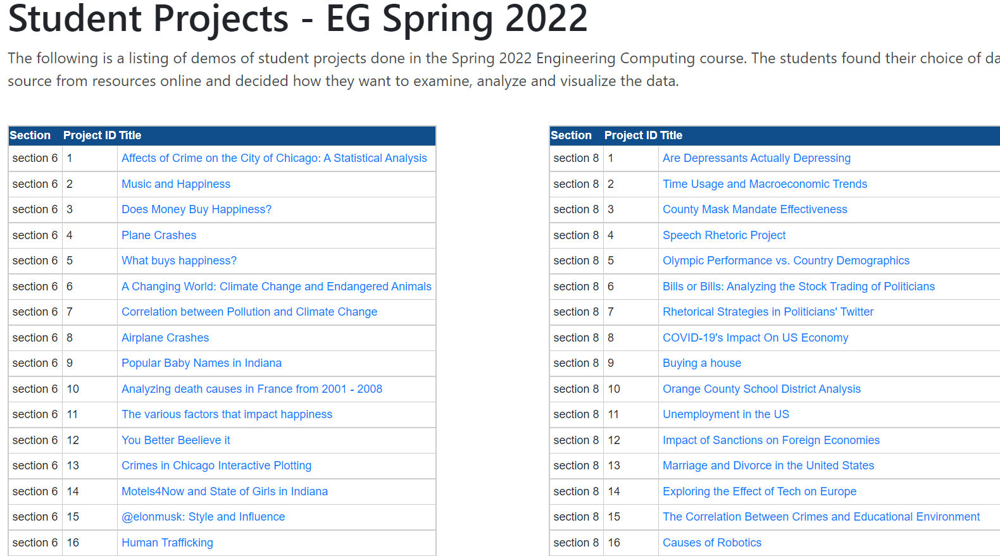 Student Projects - EG Spring 2022
The following is a listing of demos of student projects done in the Spring 2022 Engineering Computing course. The students found their choice of da
source from resources online and decided how they want to examine, analyze and visualize the data.
Section Project ID Title
section 6 1 Affects of Crime on the City of Chicago: A Statistical Analysis
section 6 2 Music and Happiness
section 6 3 Does Money Buy Happiness?
section 6 4 Plane Crashes
section 6 5 What buys happiness?
section 6 6 A Changing World: Climate Change and Endangered Animals
section 6 7 Correlation between Pollution and Climate Change
section 6 8 Airplane Crashes
section 6 9 Popular Baby Names in Indiana
section 6 10 Analyzing death causes in France from 2001 - 2008
section 6 11 The various factors that impact happiness
section 6 12 You Better Beelieve it
section 6 13 Crimes in Chicago Interactive Plotting
section 6 14 Motels4Now and State of Girls in Indiana
section 6 15 @elonmusk: Style and Influence
section 6 16 Human Trafficking
Section Project ID Title
section 8 1 Are Depressants Actually Depressing
section 8 2 Time Usage and Macroeconomic Trends
section 8 3 County Mask Mandate Effectiveness
section 8 4 Speech Rhetoric Project
section 8 5 Olympic Performance vs. Country Demographics
section 8 6 Bills or Bills: Analyzing the Stock Trading of Politicians
section 8 7 Rhetorical Strategies in Politicians' Twitter
section 8 8 COVID-19's Impact On US Economy
section 8 9 Buying a house
section 8 10 Orange County School District Analysis
section 8 11 Unemployment in the US
section 8 12 Impact of Sanctions on Foreign Economies
section 8 13 Marriage and Divorce in the United States
section 8 14 Exploring the Effect of Tech on Europe
section 8 15 The Correlation Between Crimes and Educational Environment
section 8 16 Causes of Robotics